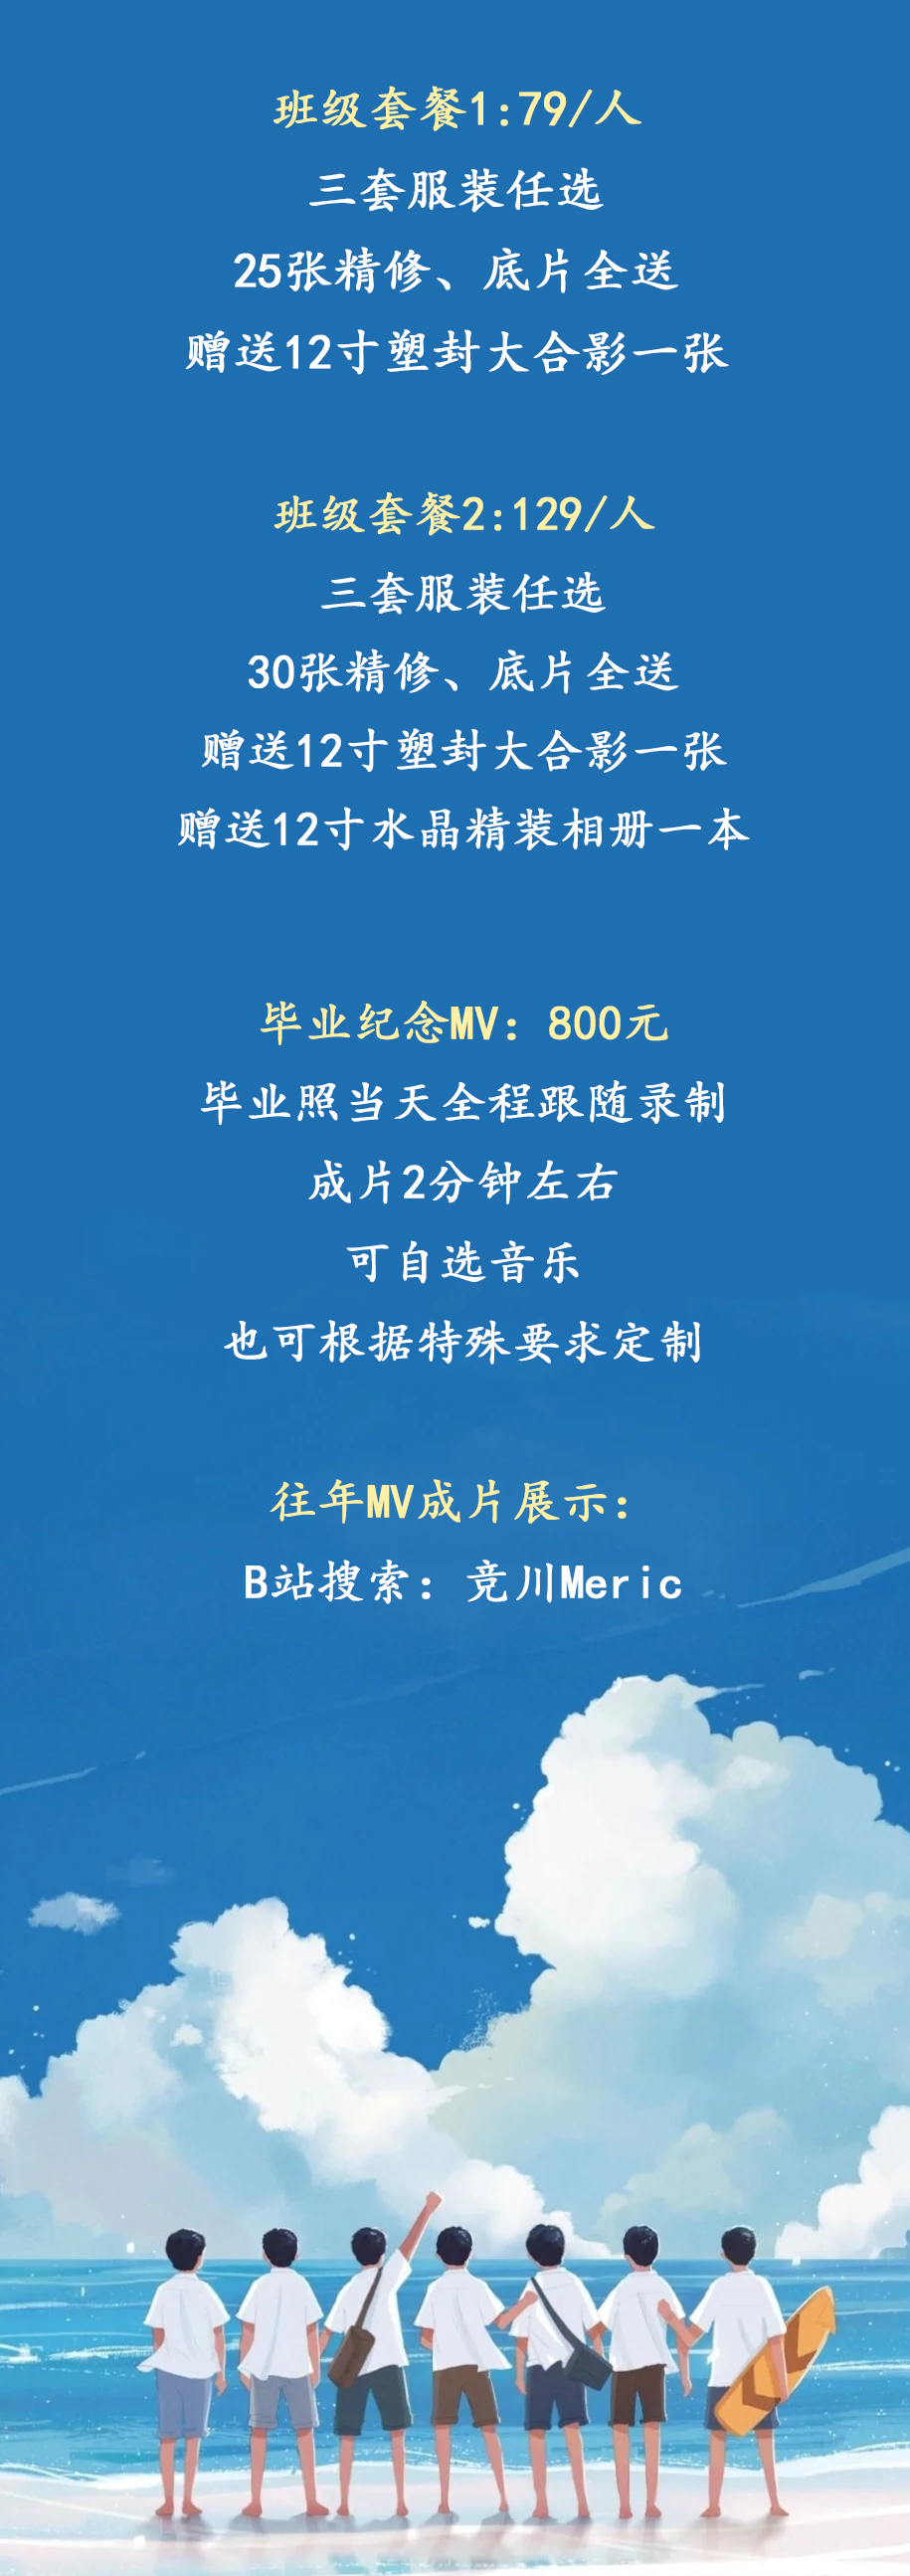 班级套餐1:79/人
三套服装任选
25张精修、底片全送
赠送12寸塑封大合影一张
班级套餐2:129/人
三套服装任选
30张精修、底片全送
赠送12寸塑封大合影一张
赠送12寸水晶精装相册一本
毕业纪念MV：800元
毕业照当天全程跟随录制
成片2分钟左右
可自选音乐
也可根据特殊要求定制
往年MV成片展示：
B站搜索：竞川Meric